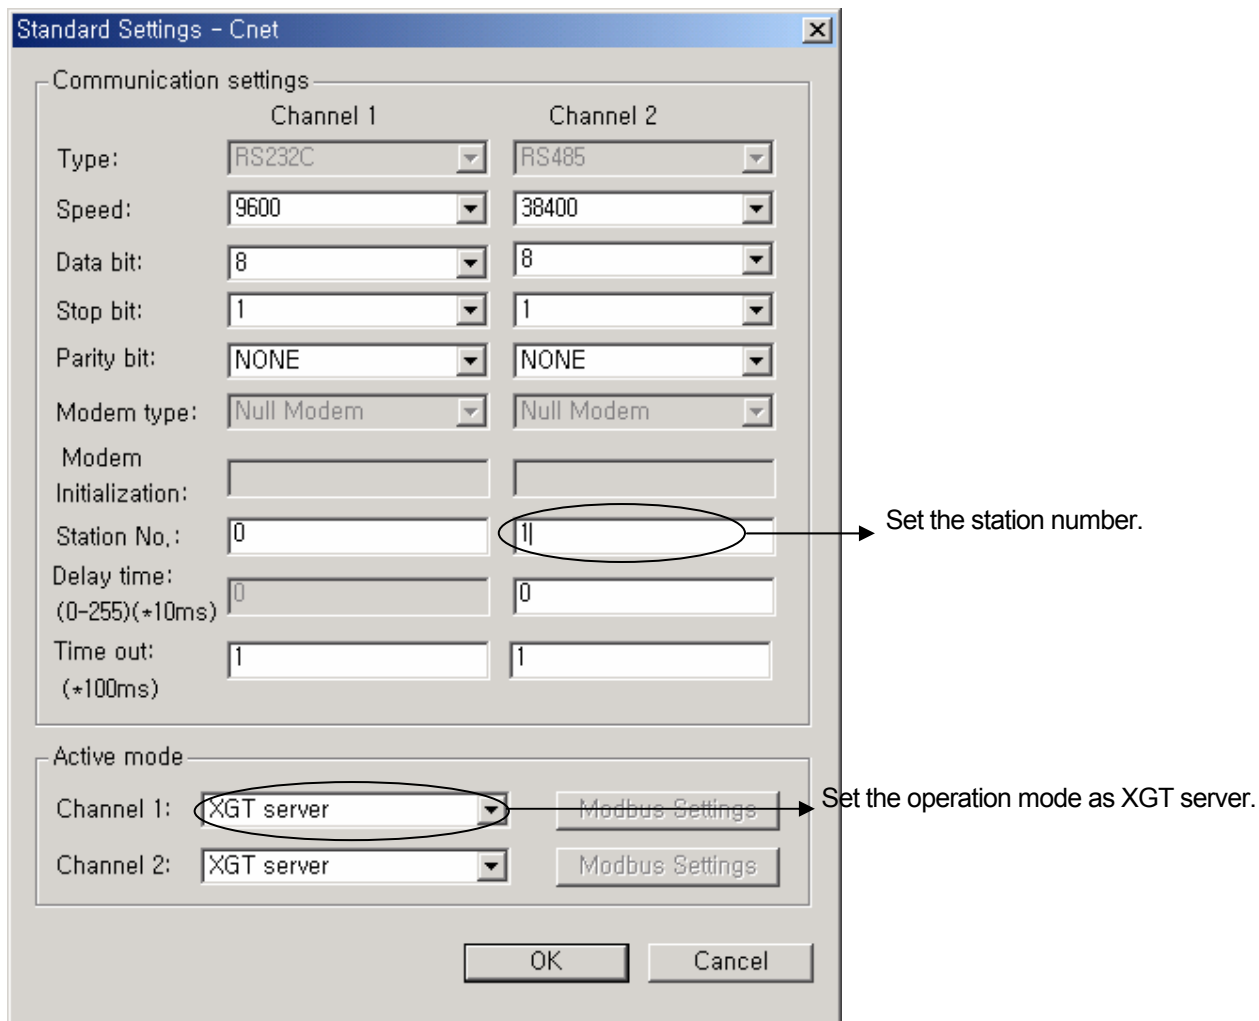 Standard Settings - Cnet
Communication settings
Channel 1 Channel 2
Type: RS232C RS485
Speed: 9600 38400
Data bit: 8 8
Stop bit: 1 1
Parity bit: NONE NONE
Modem type: Null Modem Null Modem
Modem
Initialization:
Station No.: 0 1 Set the station number.
Delay time:
(0-255)(*10ms) 0 0
Time out: 1 1
(*100ms)
Active mode
Channel 1: XGT server Modbus Settings Set the operation mode as XGT server.
Channel 2: XGT server Modbus Settings
OK Cancel